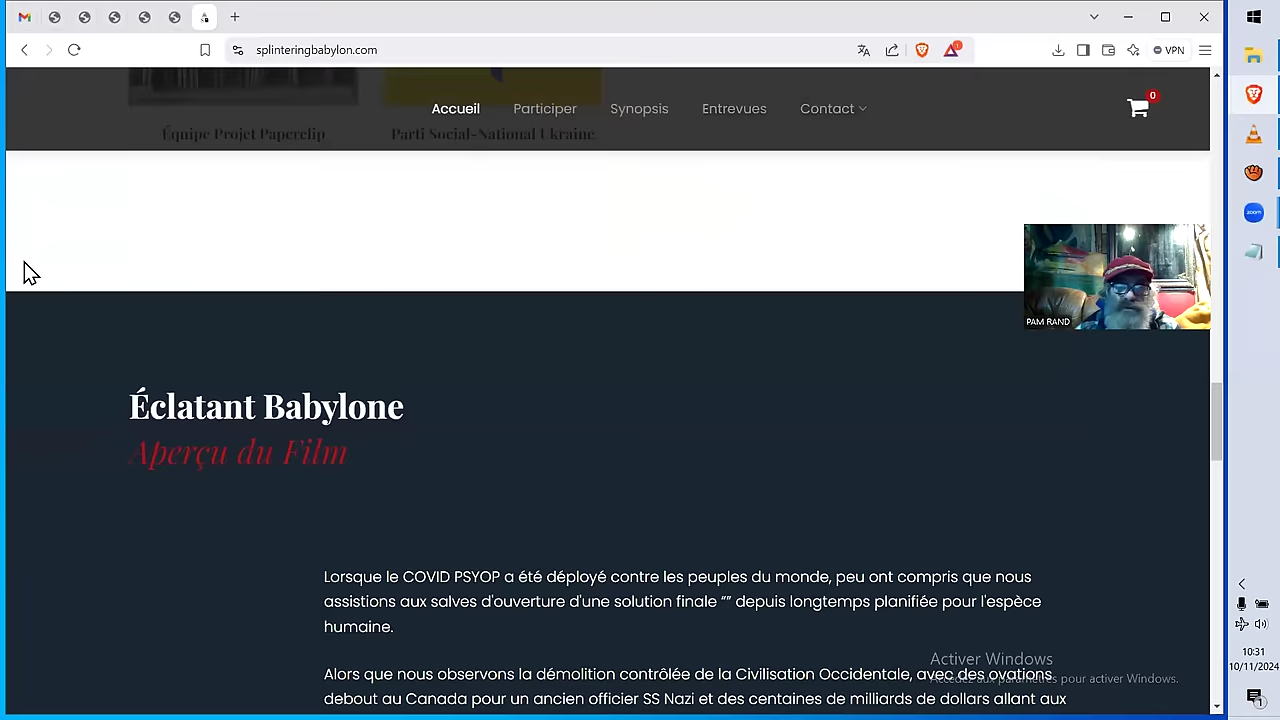 splinteringbabylon.com
VPN
Accueil
Participer
Synopsis
Entrevues
Contact
0
Équipe Projet Paperclip
Parti Social-National Ukraine
PAM RAND
zoom
Éclatant Babylone
Aperçu du Film
Lorsque le COVID PSYOP a été déployé contre les peuples du monde, peu ont compris que nous
assistions aux salves d'ouverture d'une solution finale “” depuis longtemps planifiée pour l'espèce
humaine.
Alors que nous observons la démolition contrôlée de la Civilisation Occidentale, avec des ovations
debout au Canada pour un ancien officier SS Nazi et des centaines de milliards de dollars allant aux
Activer Windows
pour activer Windows.
10:31
10/11/2024